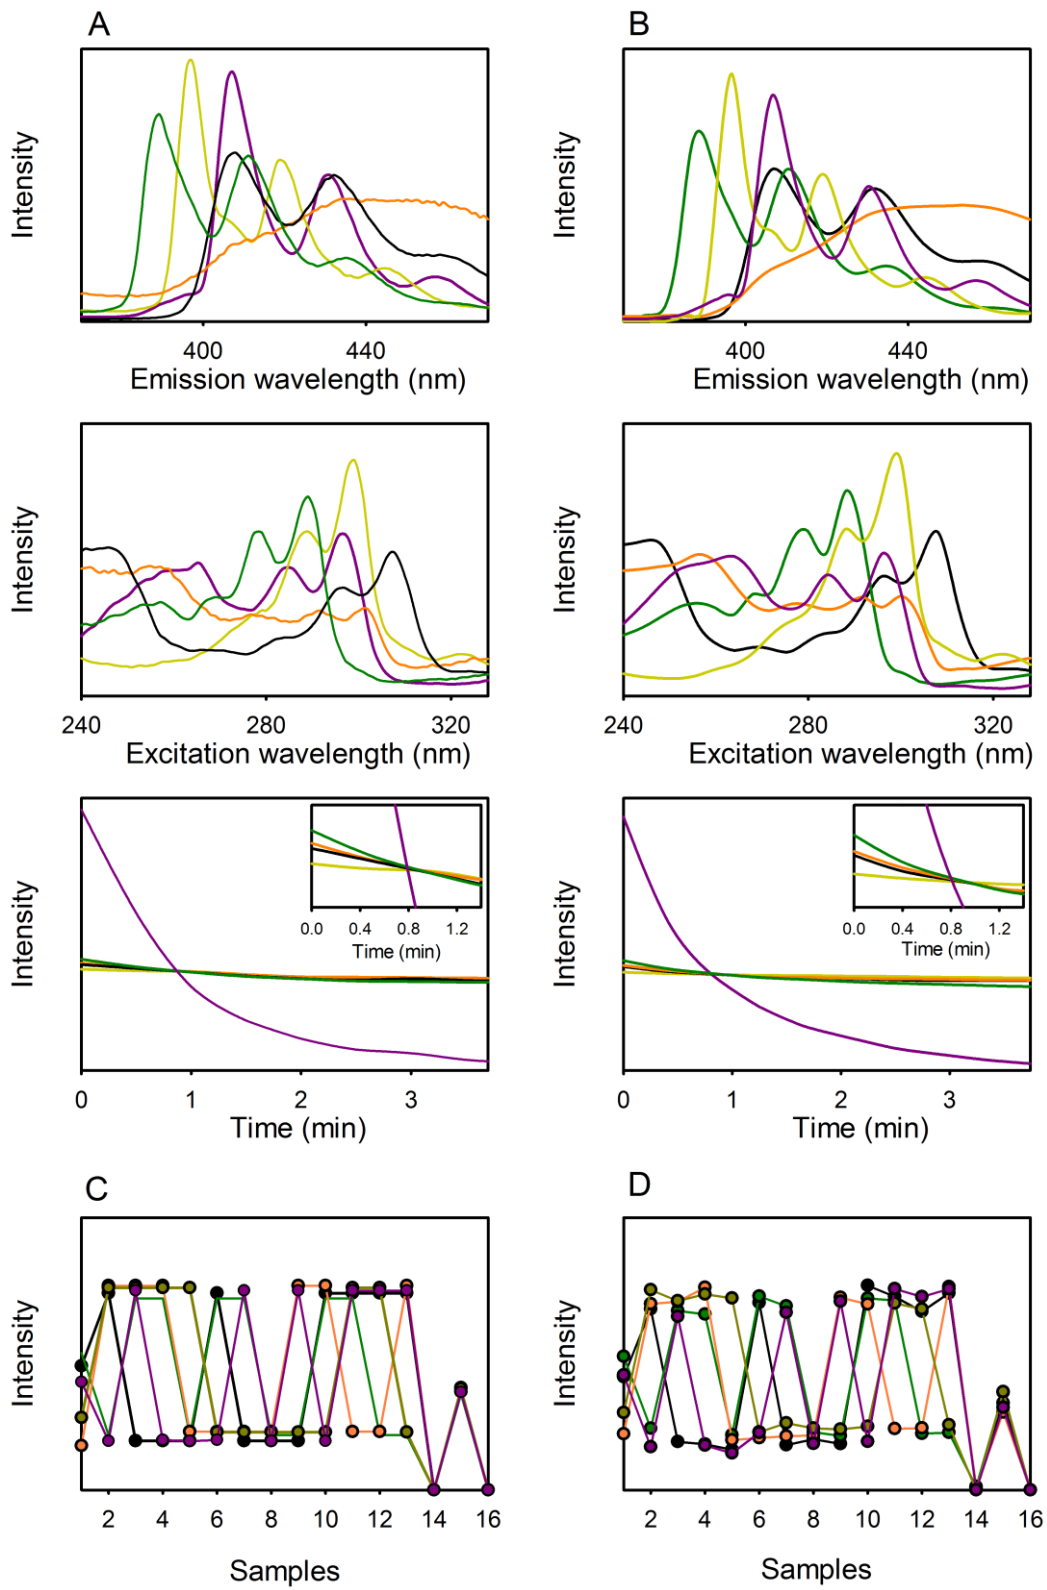 A B
Intensity Intensity
400 440 400 440
Emission wavelength (nm) Emission wavelength (nm)
Intensity Intensity
240 280 320 240 280 320
Excitation wavelength (nm) Excitation wavelength (nm)
Intensity Intensity
0.0 0.4 0.8 1.2 0.0 0.4 0.8 1.2
Time (min) Time (min)
0 1 2 3 0 1 2 3
Time (min) Time (min)
C D
Intensity Intensity
2 4 6 8 10 12 14 16 2 4 6 8 10 12 14 16
Samples Samples